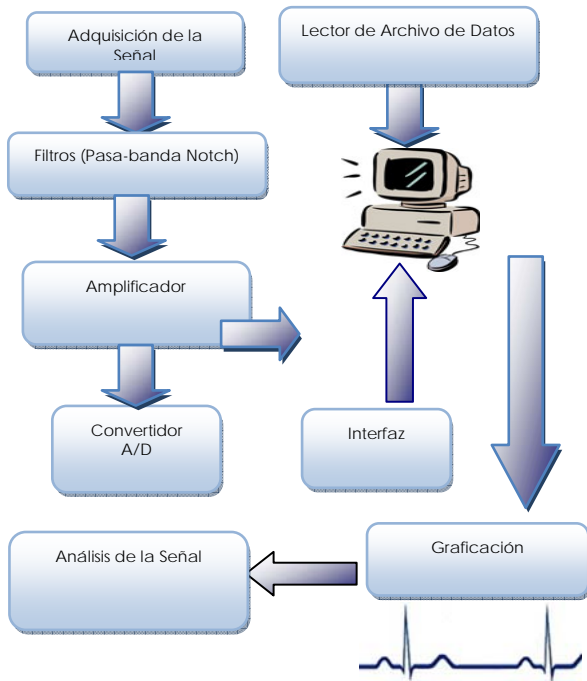 Adquisición de la
Señal
Lector de Archivo de Datos
Filtros (Pasa-banda Notch)
Amplificador
Convertidor
A/D
Interfaz
Análisis de la Señal
Graficación